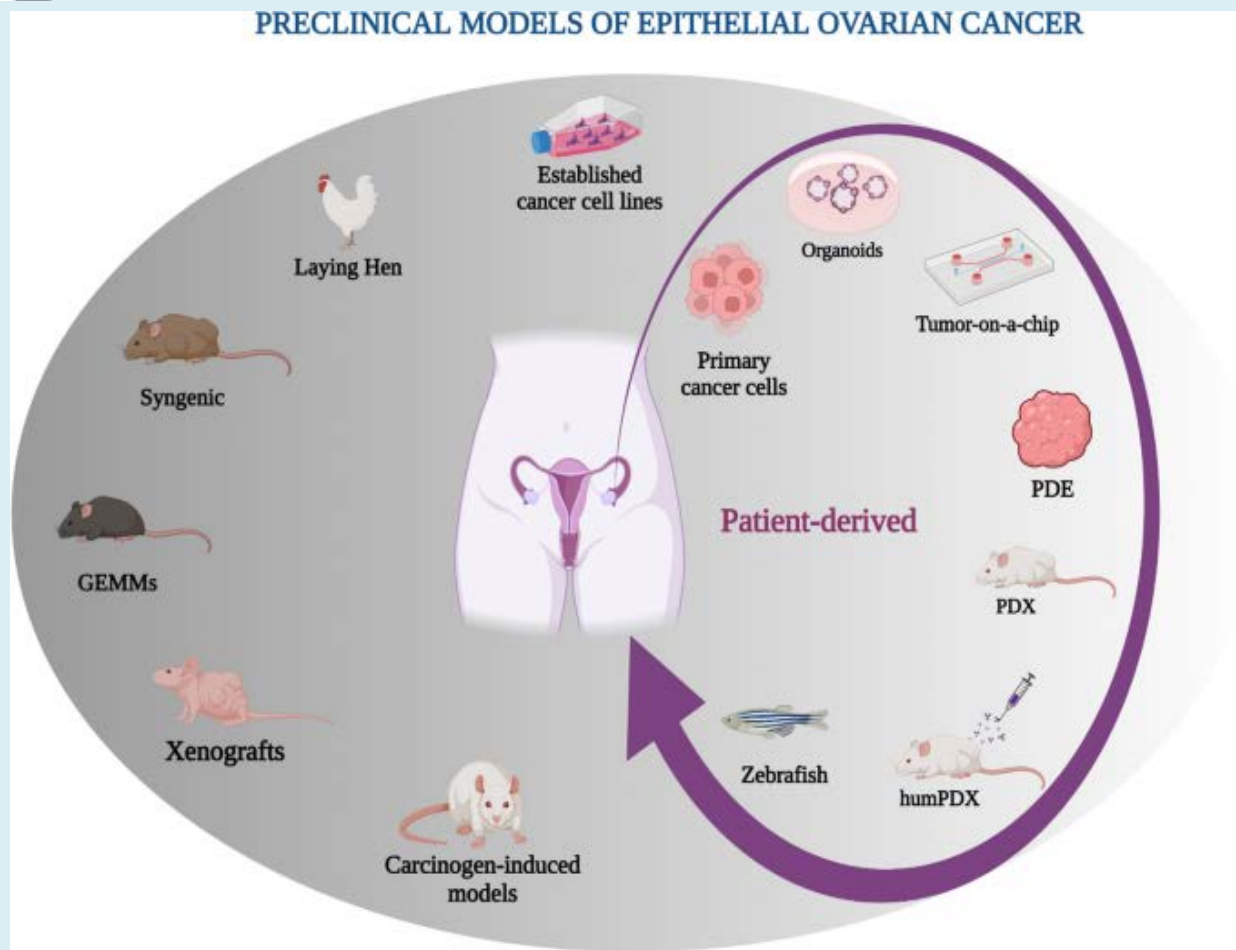 PRECLINICAL MODELS OF EPITHELIAL OVARIAN CANCER
Established
cancer cell lines
Laying Hen
Organoids
Tumor-on-a-chip
Primary
cancer cells
Syngenic
PDE
Patient-derived
GEMMs
PDX
Xenografts
Zebrafish
humPDX
Carcinogen-induced
models